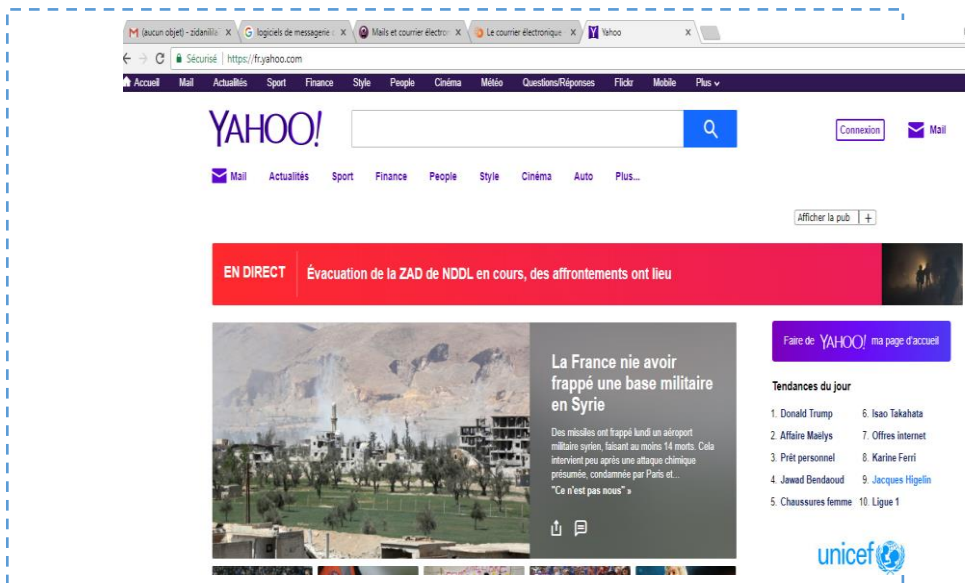 (aucun objet) - zidanilila
logiciels de messagerie
Mails et courrier électro
Le courrier électronique
Yahoo
Sécurisé | https://fr.yahoo.com
Accueil Mail Actualités Sport Finance Style People Cinéma Météo Questions/Réponses Flickr Mobile Plus
YAHOO!
Connexion
Mail
Mail Actualités Sport Finance People Style Cinéma Auto Plus...
Afficher la pub +
EN DIRECT Évacuation de la ZAD de NDDL en cours, des affrontements ont lieu
La France nie avoir
frappé une base militaire
en Syrie
Des missiles ont frappé lundi un aéroport
militaire syrien, faisant au moins 14 morts. Cela
intervient peu après une attaque chimique
présumée, condamnée par Paris et...
"Ce n'est pas nous" »
Faire de YAHOO! ma page d'accueil
Tendances du jour
1. Donald Trump 6. Isao Takahata
2. Affaire Maëlys 7. Offres internet
3. Prêt personnel 8. Karine Ferri
4. Jawad Bendaoud 9. Jacques Higelin
5. Chaussures femme 10. Ligue 1
unicef